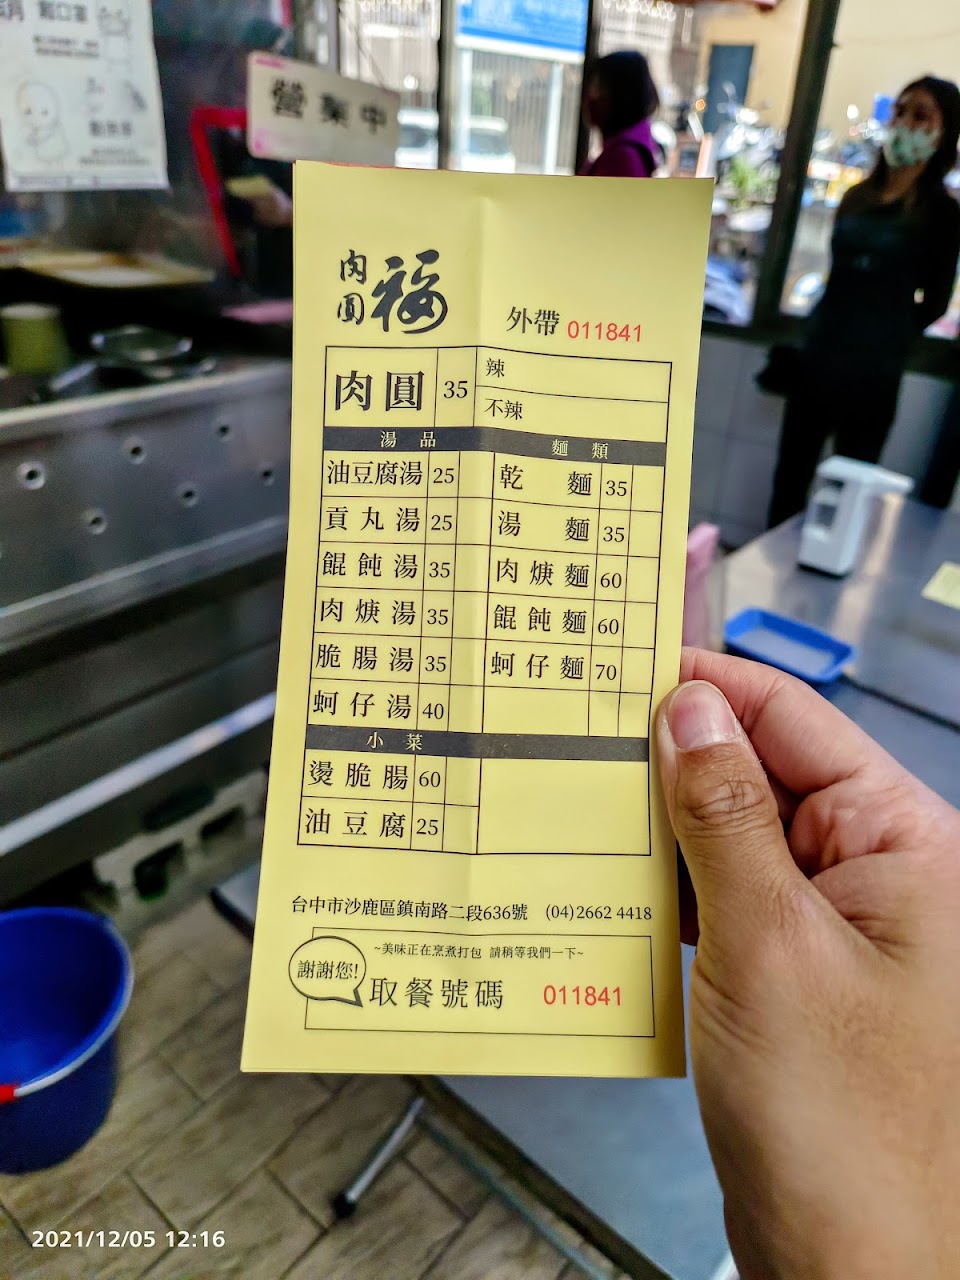 戴口罩
營業中
肉圓 福
外帶 011841
肉圓 35 辣
不辣
湯品 麵類
油豆腐湯 25 乾麵 35
貢丸湯 25 湯麵 35
餛飩湯 35 肉焿麵 60
肉焿湯 35 餛飩麵 60
脆腸湯 35 蚵仔麵 70
蚵仔湯 40
小菜
燙脆腸 60
油豆腐 25
台中市沙鹿區鎮南路二段636號 (04)2662 4418
~美味正在烹煮打包 請稍等我們一下~
謝謝您!
取餐號碼 011841
2021/12/05 12:16